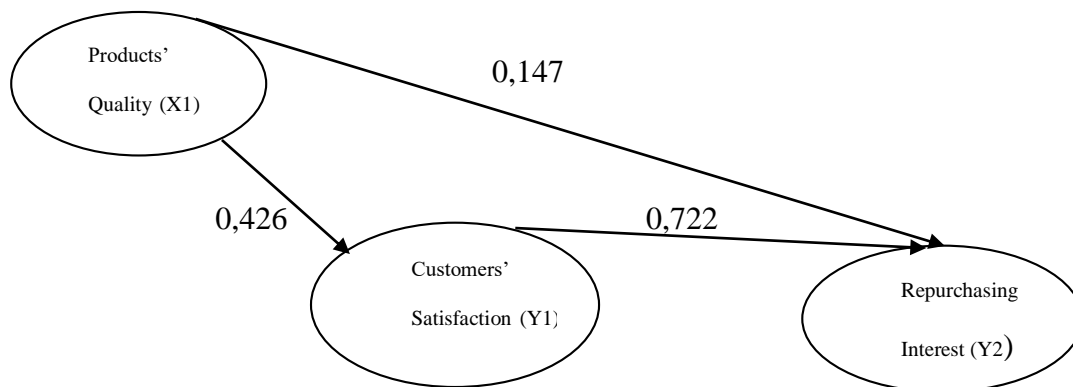 Products’
Quality (X1)
0,147
0,426
0,722
Customers’
Satisfaction (Y1)
Repurchasing
Interest (Y2)